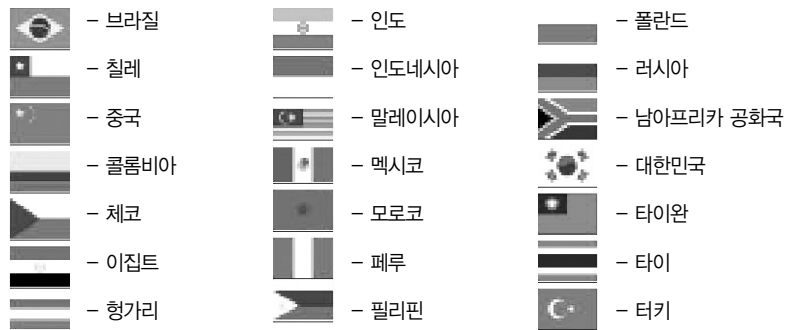 – 브라질
– 칠레
– 중국
– 콜롬비아
– 체코
– 이집트
– 헝가리
– 인도
– 인도네시아
– 말레이시아
– 멕시코
– 모로코
– 페루
– 필리핀
– 폴란드
– 러시아
– 남아프리카 공화국
– 대한민국
– 타이완
– 타이
– 터키